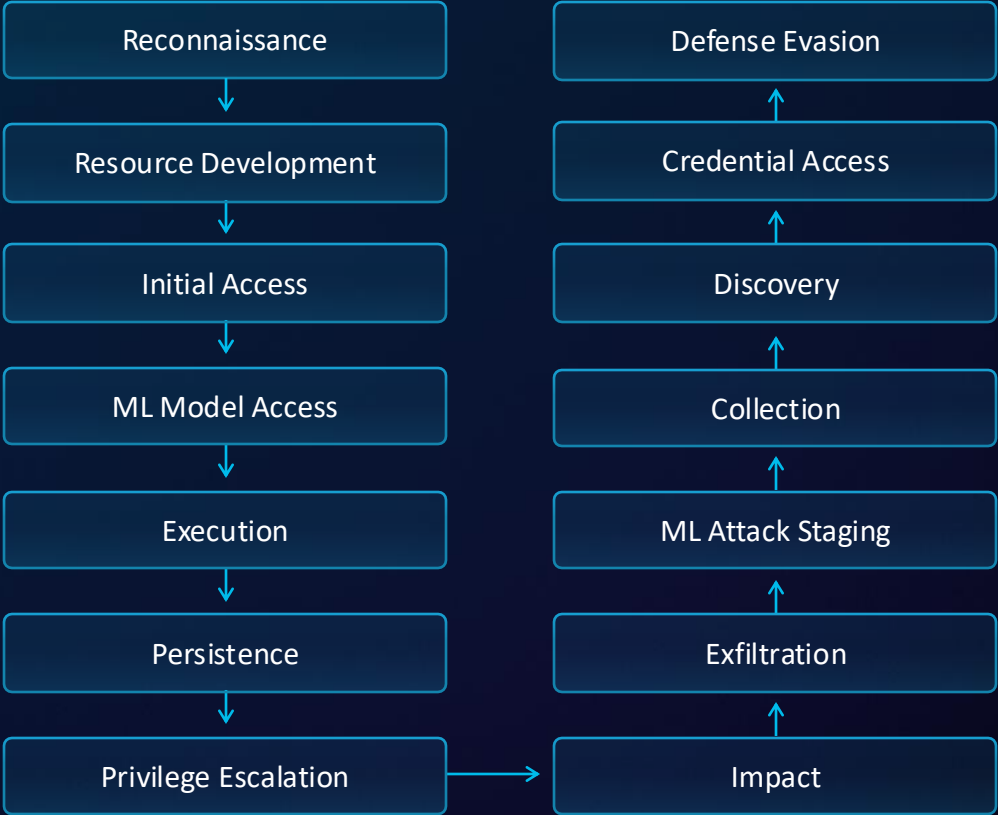 Reconnaissance
Resource Development
Initial Access
ML Model Access
Execution
Persistence
Privilege Escalation
Defense Evasion
Credential Access
Discovery
Collection
ML Attack Staging
Exfiltration
Impact